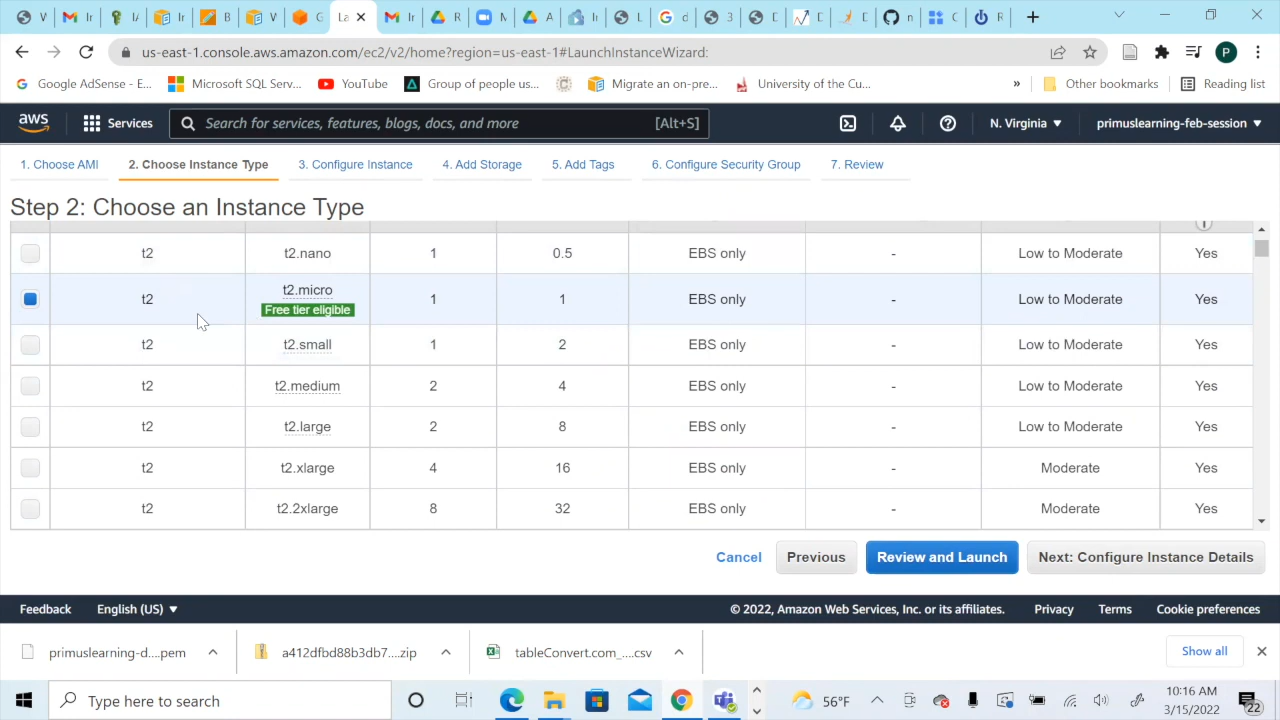 W
M Ir
Ir
B
W
G
La
M Ir
R
M
A
Ir
L
d
3
D
D
n
C
R
us-east-1.console.aws.amazon.com/ec2/v2/home?region=us-east-1#LaunchInstanceWizard:
P
Google AdSense - E...
Microsoft SQL Serv...
YouTube
Group of people us...
Migrate an on-pre...
University of the Cu...
»
Other bookmarks
Reading list
aws
Services
Search for services, features, blogs, docs, and more
[Alt+S]
N. Virginia
primuslearning-feb-session
1. Choose AMI
2. Choose Instance Type
3. Configure Instance
4. Add Storage
5. Add Tags
6. Configure Security Group
7. Review
Step 2: Choose an Instance Type
t2 t2.nano 1 0.5 EBS only - Low to Moderate Yes
t2 t2.micro 1 1 EBS only - Low to Moderate Yes
Free tier eligible
t2 t2.small 1 2 EBS only - Low to Moderate Yes
t2 t2.medium 2 4 EBS only - Low to Moderate Yes
t2 t2.large 2 8 EBS only - Low to Moderate Yes
t2 t2.xlarge 4 16 EBS only - Moderate Yes
t2 t2.2xlarge 8 32 EBS only - Moderate Yes
Cancel
Previous
Review and Launch
Next: Configure Instance Details
Feedback
English (US)
© 2022, Amazon Web Services, Inc. or its affiliates.
Privacy
Terms
Cookie preferences
primuslearning-d....pem
a412dfbd88b3db7....zip
tableConvert.com_....csv
Show all
Type here to search
56°F
10:16 AM
3/15/2022
22